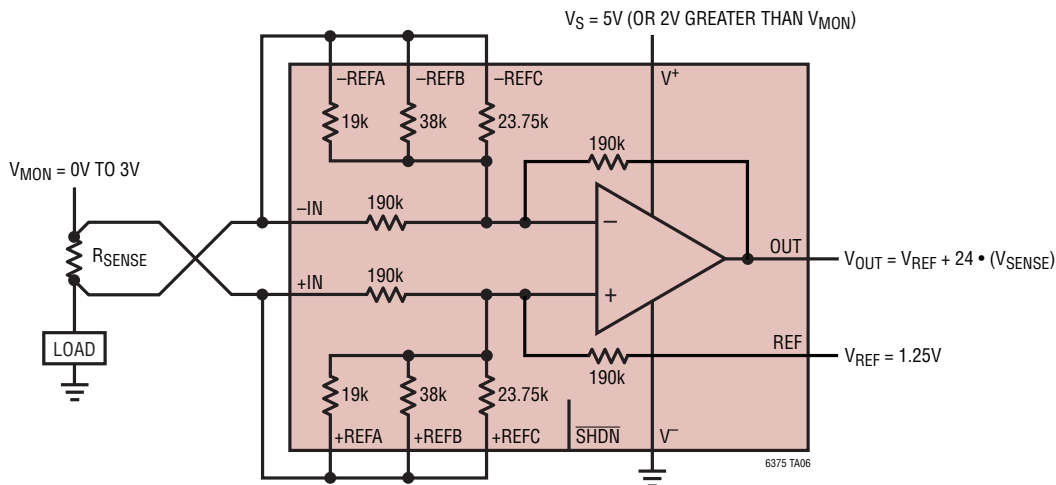 V_S = 5V (OR 2V GREATER THAN V_MON)
–REFA –REFB –REFC V⁺
19k 38k 23.75k
190k
V_MON = 0V TO 3V
–IN 190k
–
R_SENSE
OUT
V_OUT = V_REF + 24 • (V_SENSE)
+IN 190k
+
LOAD
REF
V_REF = 1.25V
190k
19k 38k 23.75k
+REFA +REFB +REFC SHDN V⁻
6375 TA06